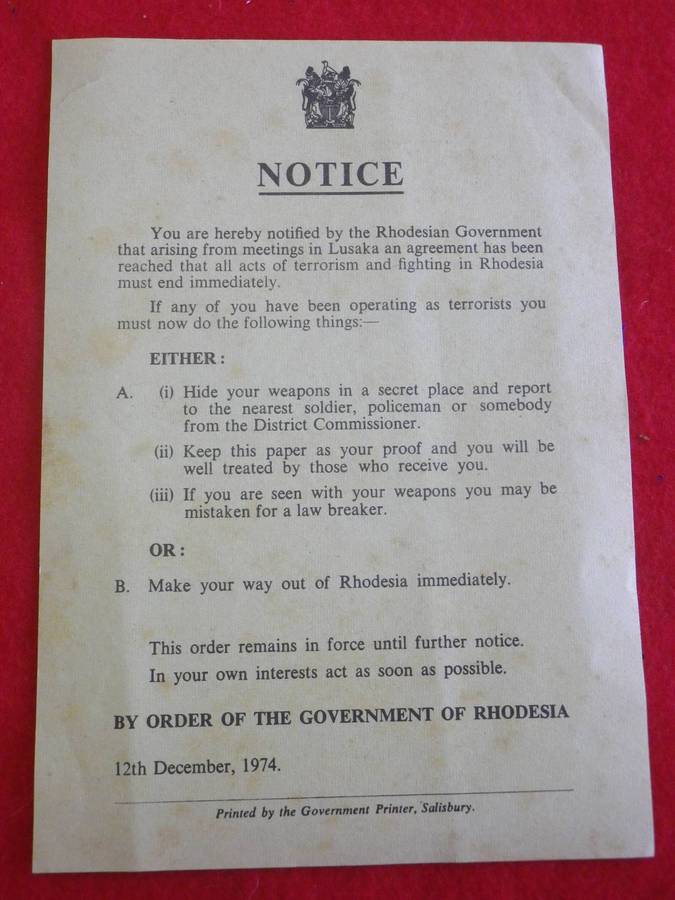 NOTICE
You are hereby notified by the Rhodesian Government
that arising from meetings in Lusaka an agreement has been
reached that all acts of terrorism and fighting in Rhodesia
must end immediately.
If any of you have been operating as terrorists you
must now do the following things:—
EITHER:
A. (i) Hide your weapons in a secret place and report
to the nearest soldier, policeman or somebody
from the District Commissioner.
(ii) Keep this paper as your proof and you will be
well treated by those who receive you.
(iii) If you are seen with your weapons you may be
mistaken for a law breaker.
OR:
B. Make your way out of Rhodesia immediately.
This order remains in force until further notice.
In your own interests act as soon as possible.
BY ORDER OF THE GOVERNMENT OF RHODESIA
12th December, 1974.
Printed by the Government Printer, Salisbury.